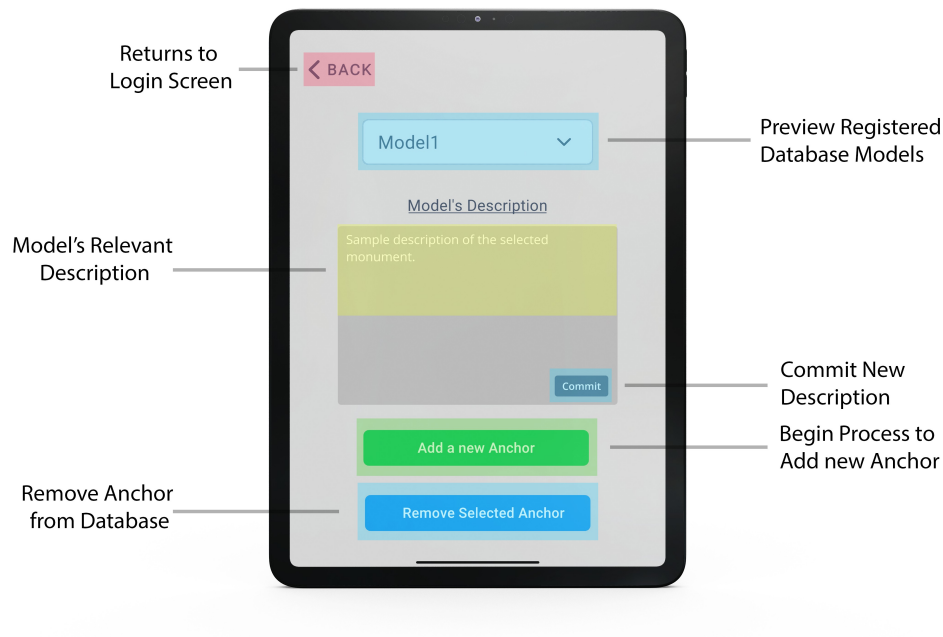 Returns to
Login Screen
BACK
Model1
Preview Registered
Database Models
Model's Description
Model’s Relevant
Description
Sample description of the selected
monument.
Commit
Commit New
Description
Add a new Anchor
Begin Process to
Add new Anchor
Remove Anchor
from Database
Remove Selected Anchor